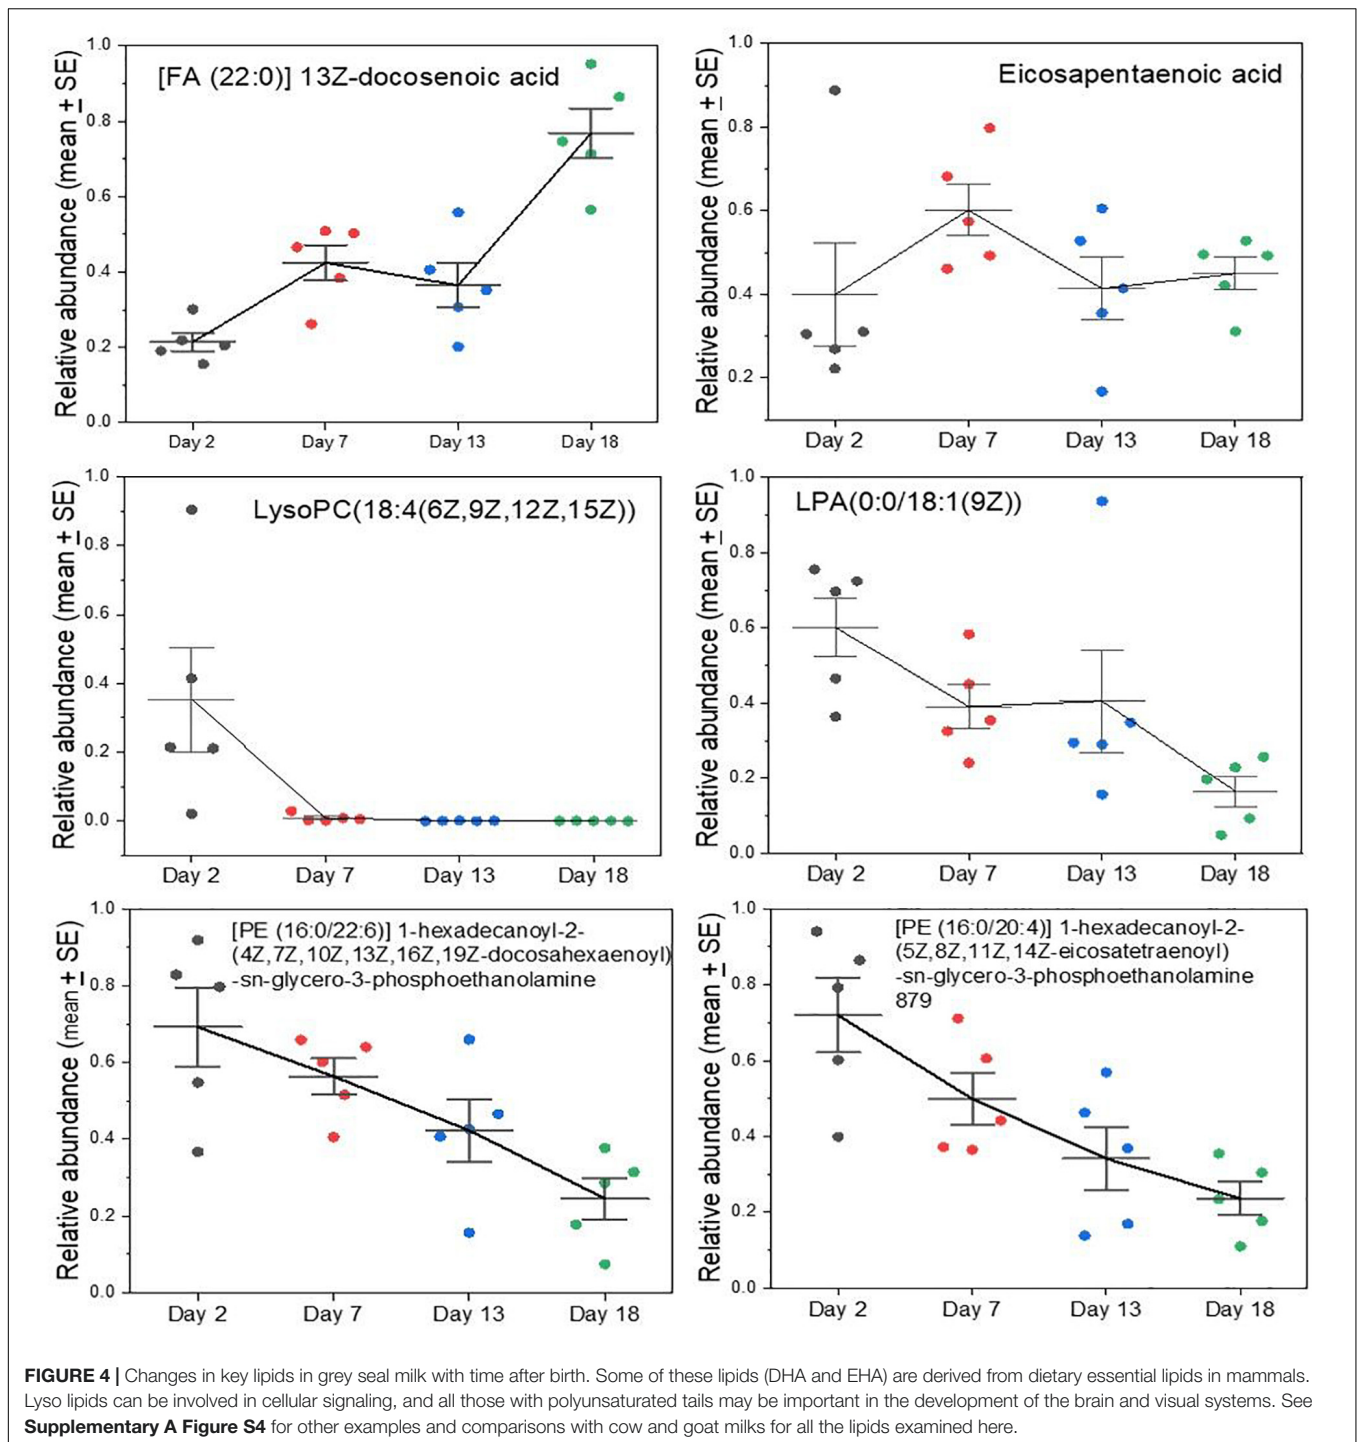 [FA (22:0)] 13Z-docosenoic acid
Relative abundance (mean ± SE)
1.0
0.8
0.6
0.4
0.2
0.0
Day 2 Day 7 Day 13 Day 18
Eicosapentaenoic acid
Relative abundance (mean ± SE)
1.0
0.8
0.6
0.4
0.2
Day 2 Day 7 Day 13 Day 18
LysoPC(18:4(6Z,9Z,12Z,15Z))
Relative abundance (mean ± SE)
1.0
0.8
0.6
0.4
0.2
0.0
Day 2 Day 7 Day 13 Day 18
LPA(0:0/18:1(9Z))
Relative abundance (mean ± SE)
1.0
0.8
0.6
0.4
0.2
0.0
Day 2 Day 7 Day 13 Day 18
[PE (16:0/22:6)] 1-hexadecanoyl-2-
(4Z,7Z,10Z,13Z,16Z,19Z-docosahexaenoyl)
-sn-glycero-3-phosphoethanolamine
Relative abundance (mean ± SE)
1.0
0.8
0.6
0.4
0.2
0.0
Day 2 Day 7 Day 13 Day 18
[PE (16:0/20:4)] 1-hexadecanoyl-2-
(5Z,8Z,11Z,14Z-eicosatetraenoyl)
-sn-glycero-3-phosphoethanolamine
879
Relative abundance (mean ± SE)
1.0
0.8
0.6
0.4
0.2
0.0
Day 2 Day 7 Day 13 Day 18
FIGURE 4 | Changes in key lipids in grey seal milk with time after birth. Some of these lipids (DHA and EHA) are derived from dietary essential lipids in mammals.
Lyso lipids can be involved in cellular signaling, and all those with polyunsaturated tails may be important in the development of the brain and visual systems. See
Supplementary A Figure S4 for other examples and comparisons with cow and goat milks for all the lipids examined here.